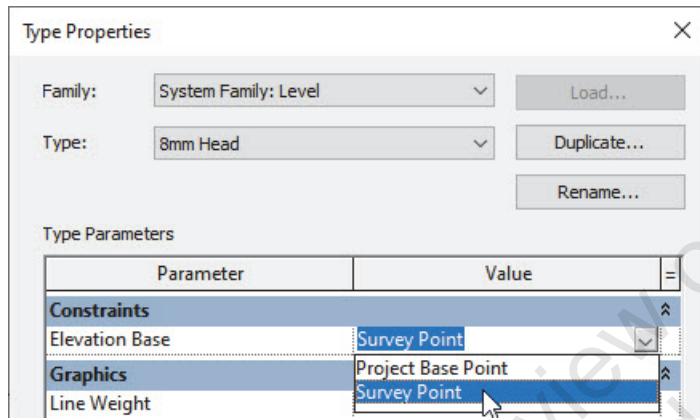 Type Properties
Family: System Family: Level Load...
Type: 8mm Head Duplicate...
Rename...
Type Parameters
Parameter Value =
Constraints
Elevation Base Survey Point
Project Base Point
Graphics
Survey Point
Line Weight